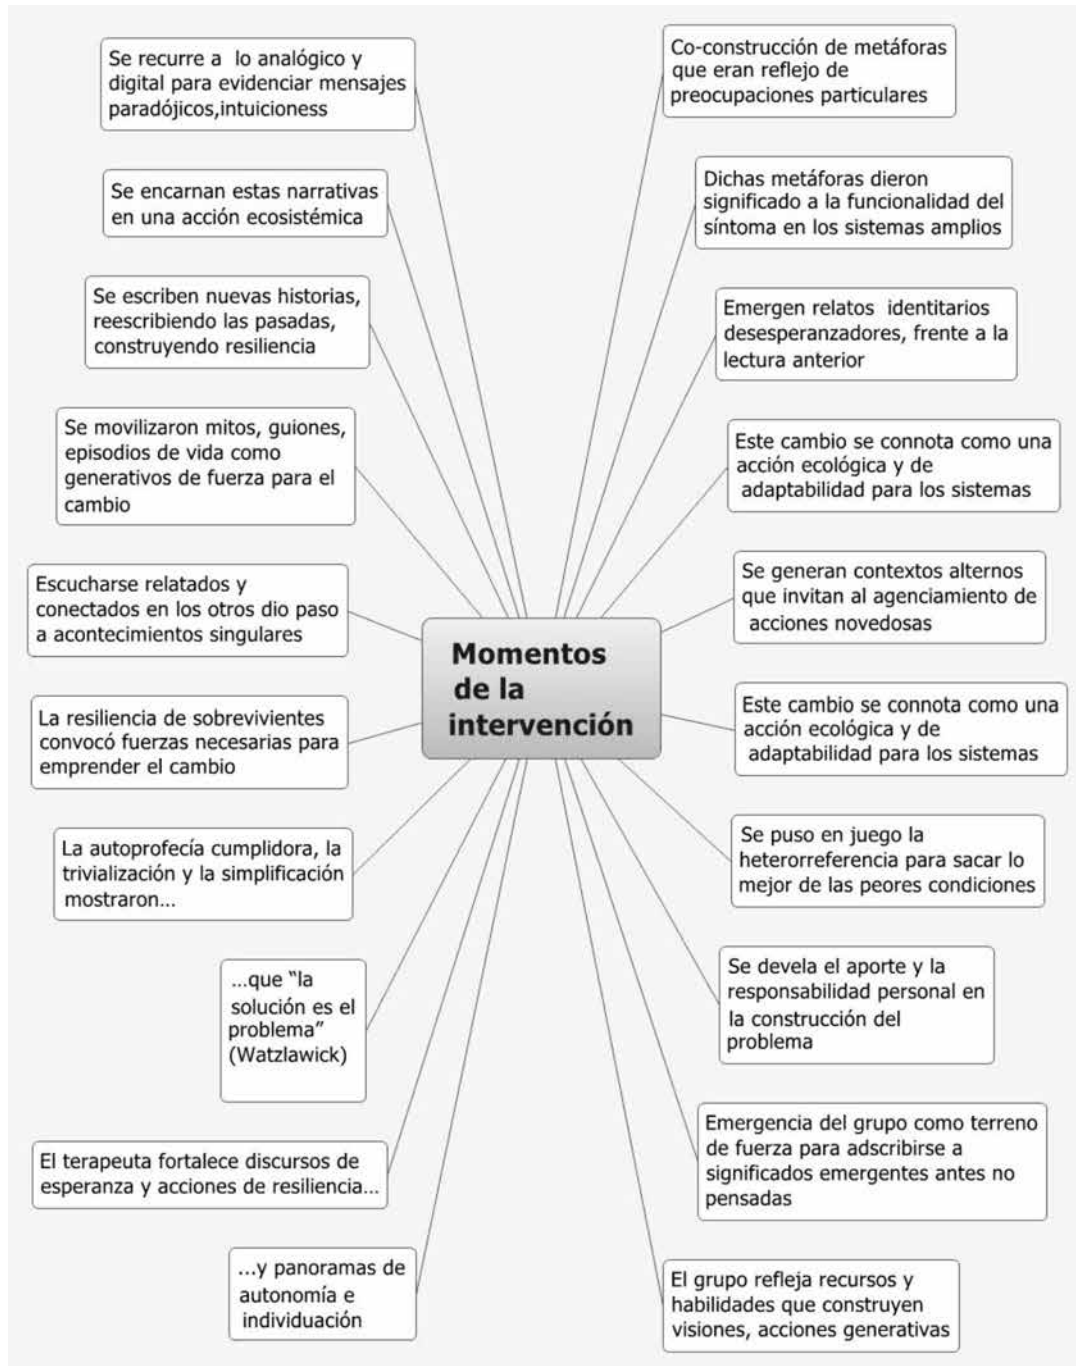 Se recurre a  lo analógico y
digital para evidenciar mensajes
paradójicos,intuicioness
Se encarnan estas narrativas
en una acción ecosistémica
Se escriben nuevas historias,
reescribiendo las pasadas,
construyendo resiliencia
Se movilizaron mitos, guiones,
episodios de vida como
generativos de fuerza para el
cambio
Escucharse relatados y
conectados en los otros dio paso
a acontecimientos singulares
La resiliencia de sobrevivientes
convocó fuerzas necesarias para
emprender el cambio
La autoprofecía cumplidora, la
trivialización y la simplificación
mostraron...
...que “la
solución es el
problema”
(Watzlawick)
El terapeuta fortalece discursos de
esperanza y acciones de resiliencia...
...y panoramas de
autonomía e
individuación
Momentos
de la
intervención
Co-construcción de metáforas
que eran reflejo de
preocupaciones particulares
Dichas metáforas dieron
significado a la funcionalidad del
síntoma en los sistemas amplios
Emergen relatos  identitarios
desesperanzadores, frente a la
lectura anterior
Este cambio se connota como una
acción ecológica y de
adaptabilidad para los sistemas
Se generan contextos alternos
que invitan al agenciamiento de
acciones novedosas
Este cambio se connota como una
acción ecológica y de
adaptabilidad para los sistemas
Se puso en juego la
heterorreferencia para sacar lo
mejor de las peores condiciones
Se devela el aporte y la
responsabilidad personal en
la construcción del
problema
Emergencia del grupo como terreno
de fuerza para adscribirse a
significados emergentes antes no
pensadas
El grupo refleja recursos y
habilidades que construyen
visiones, acciones generativas